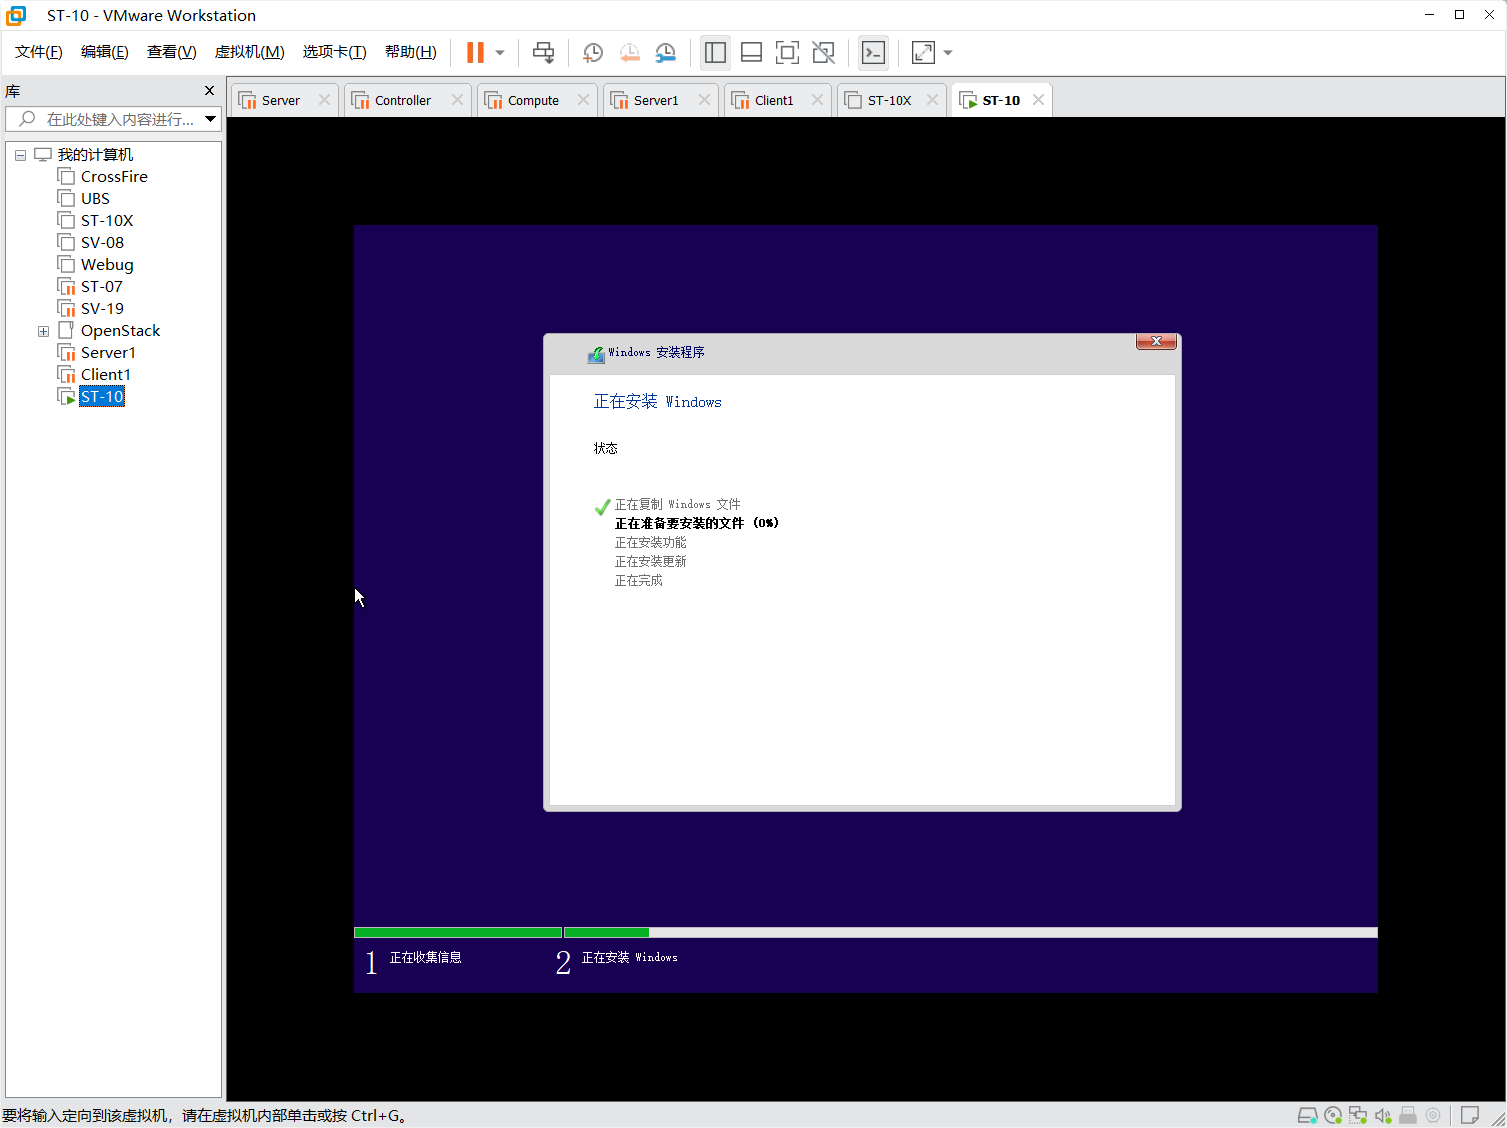 ST-10 - VMware Workstation
文件(F) 编辑(E) 查看(V) 虚拟机(M) 选项卡(T) 帮助(H)
库
在此处键入内容进行...
我的计算机
CrossFire
UBS
ST-10X
SV-08
Webug
ST-07
SV-19
OpenStack
Server1
Client1
ST-10
Server Controller Compute Server1 Client1 ST-10X ST-10
Windows 安装程序
正在安装 Windows
状态
正在复制 Windows 文件
正在准备要安装的文件 (0%)
正在安装功能
正在安装更新
正在完成
1 正在收集信息 2 正在安装 Windows
要将输入定向到该虚拟机，请在虚拟机内部单击或按 Ctrl+G。